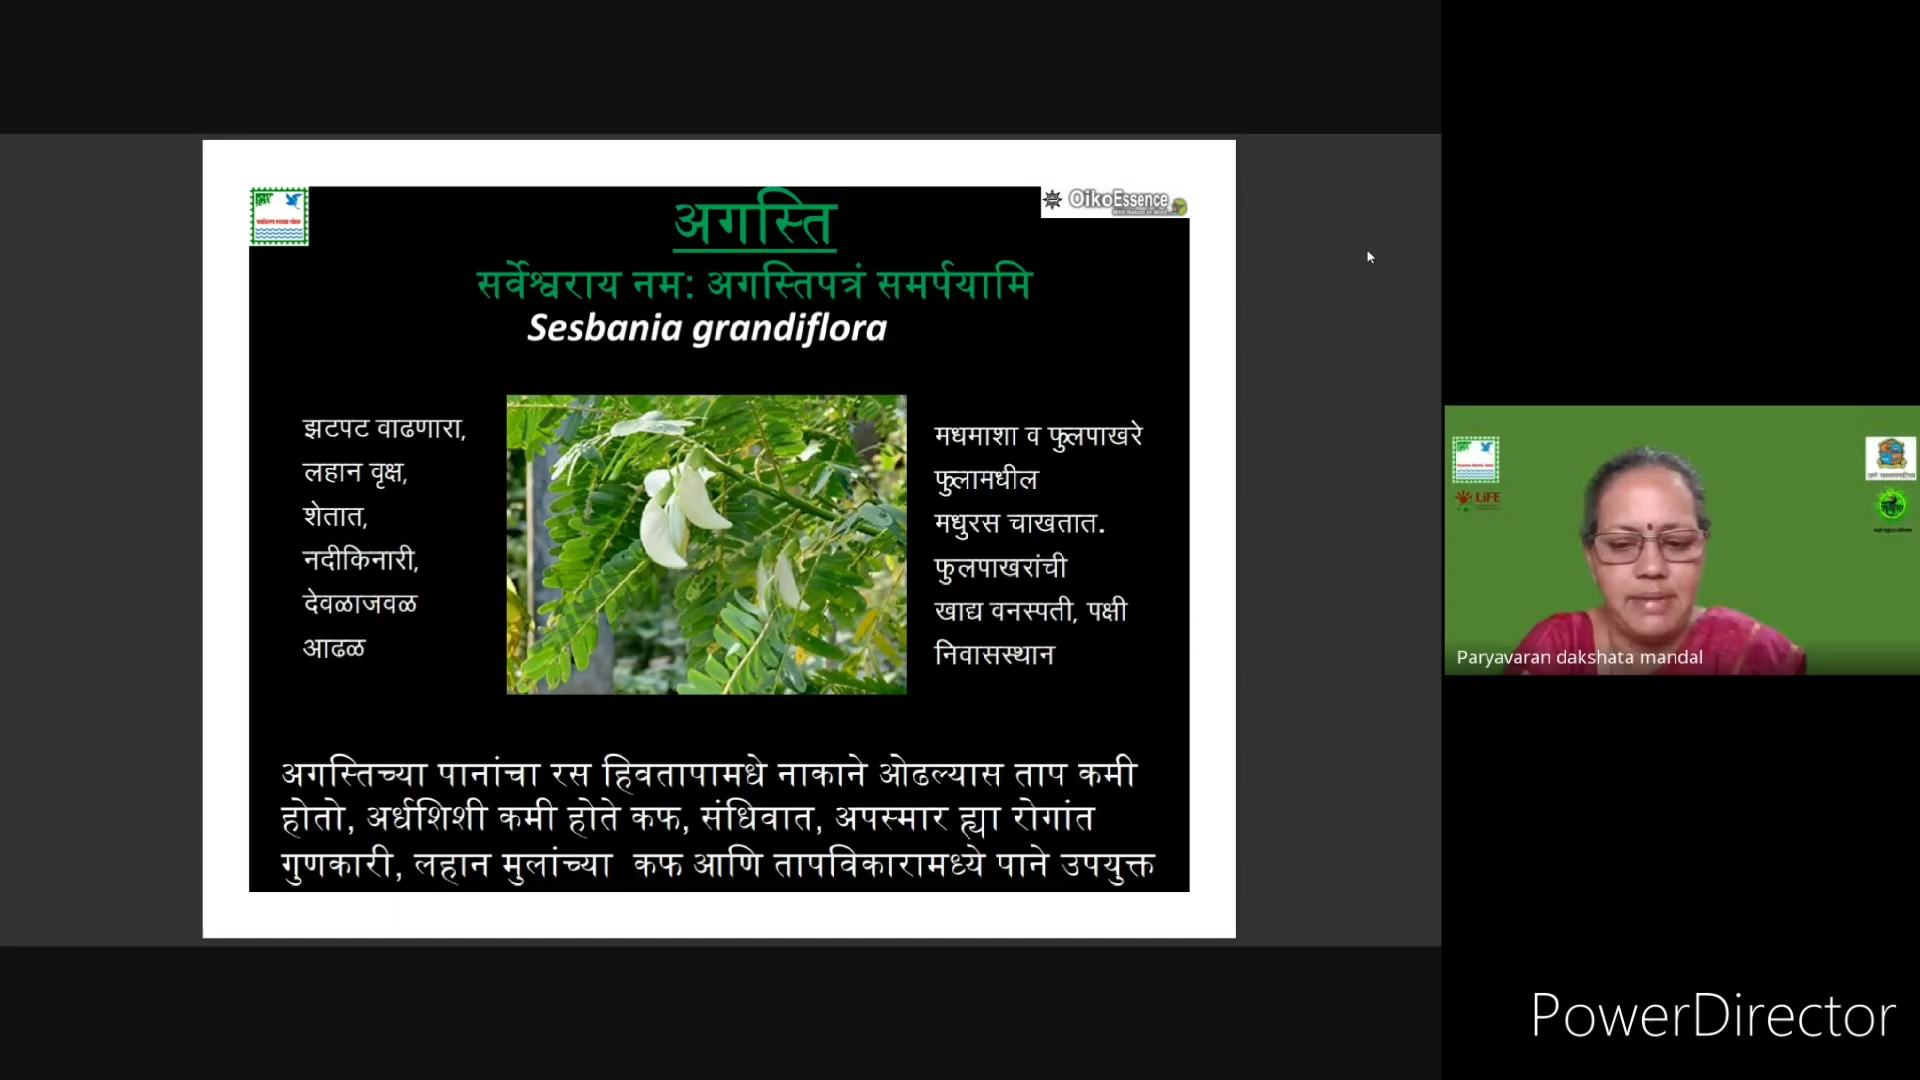 अगस्ति
OikoEssence
सर्वेश्वराय नम: अगस्तिपत्रं समर्पयामि
Sesbania grandiflora
झटपट वाढणारा,
लहान वृक्ष,
शेतात,
नदीकिनारी,
देवळाजवळ
आढळ
मधमाशा व फुलपाखरे
फुलामधील
मधुरस चाखतात.
फुलपाखरांची
खाद्य वनस्पती, पक्षी
निवासस्थान
अगस्तिच्या पानांचा रस हिवतापामधे नाकाने ओढल्यास ताप कमी
होतो, अर्धशिशी कमी होते कफ, संधिवात, अपस्मार ह्या रोगांत
गुणकारी, लहान मुलांच्या  कफ आणि तापविकारामध्ये पाने उपयुक्त
LiFE
Paryavaran dakshata mandal
PowerDirector